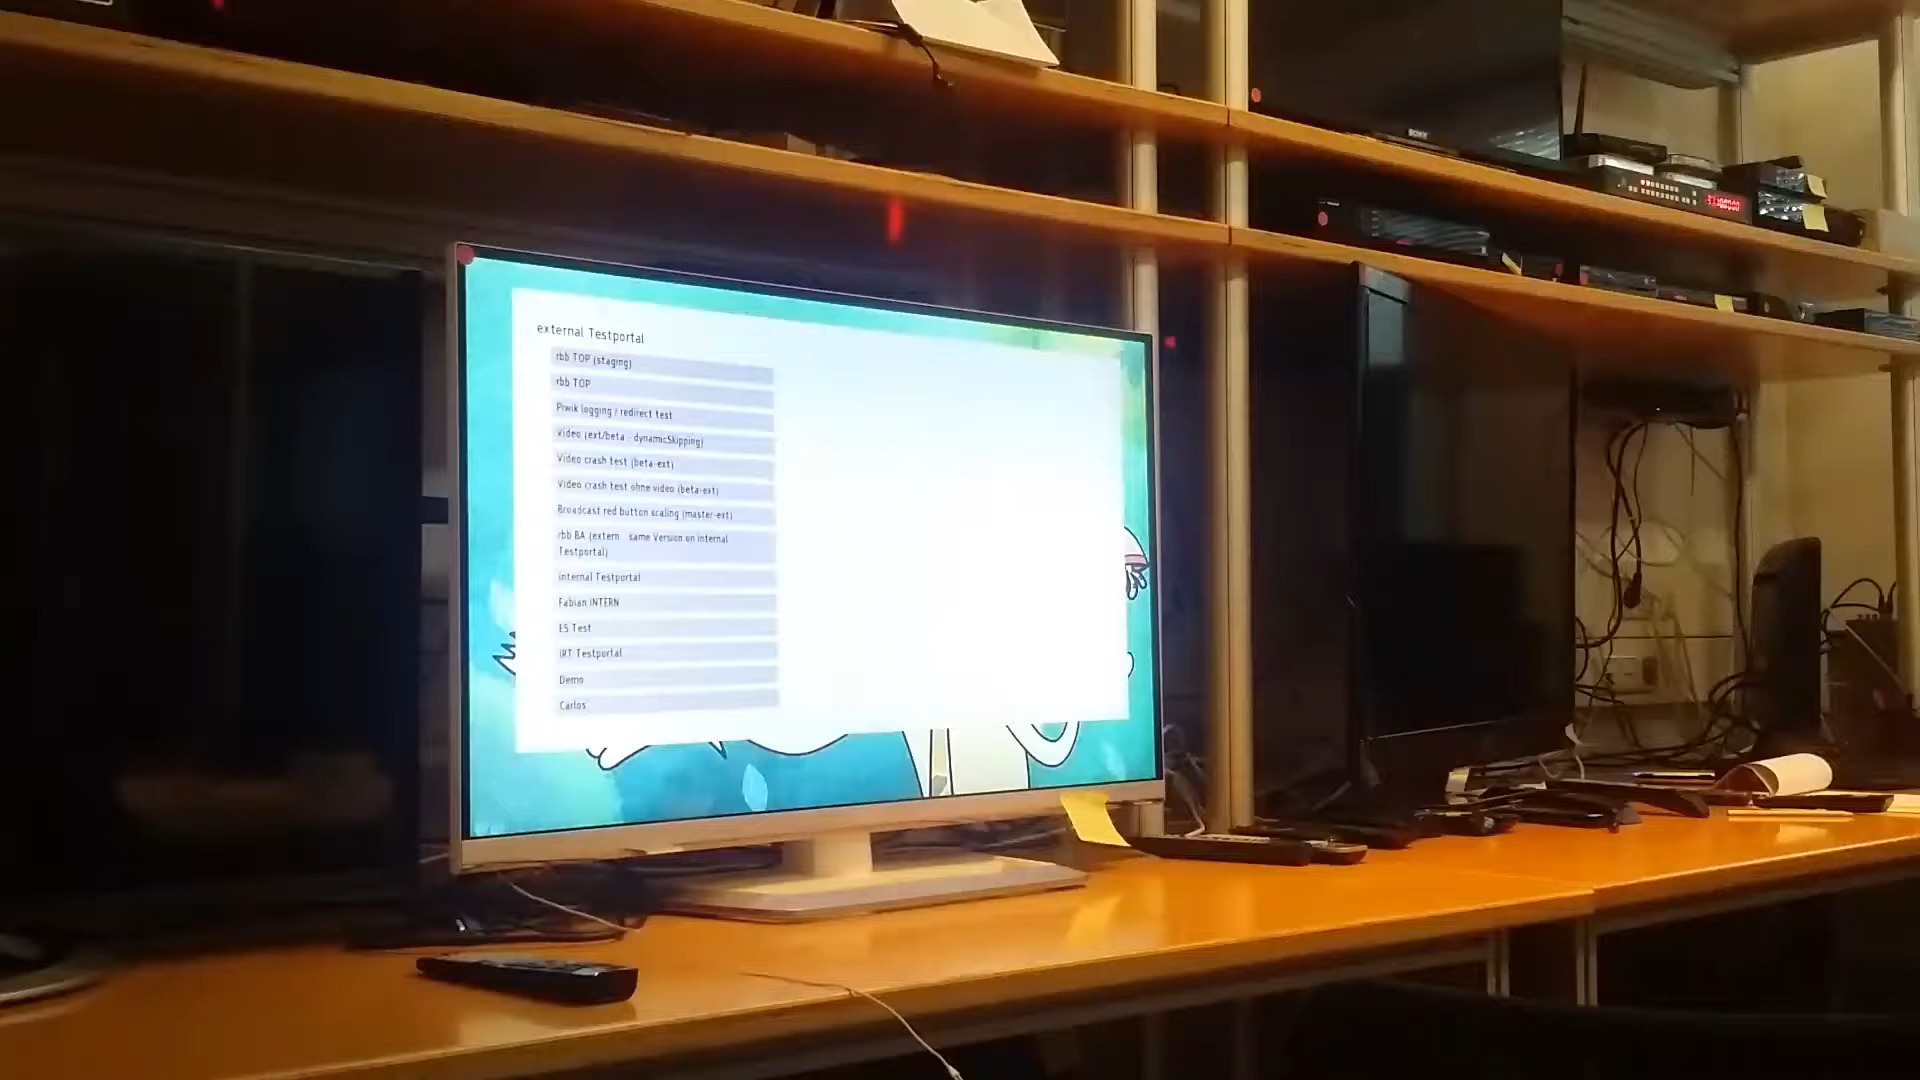 SONY
external Testportal
rbb TOP (staging)
rbb TOP
Piwik logging / redirect test
Video (ext/beta - dynamicSkipping)
Video crash test (beta-ext)
Video crash test ohne video (beta-ext)
Broadcast red button scaling (master-ext)
rbb BA (extern - same Version on internal
Testportal)
internal Testportal
Fabian INTERN
ES Test
IRT Testportal
Demo
Carlos